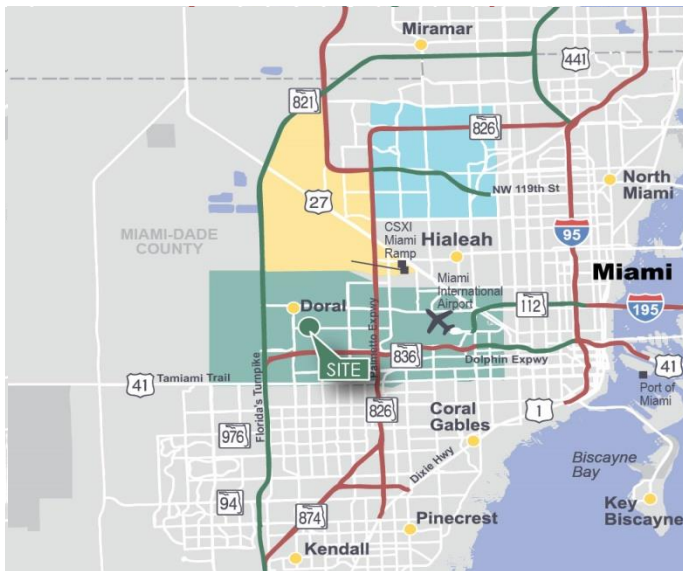 Miramar
441
821
826
North
Miami
NW 119th St
27
CSXI
Miami
Ramp
Hialeah
95
MIAMI-DADE
COUNTY
Miami
Miami
International
Airport
Doral
112
195
Palmetto Expwy
SITE
836
Dolphin Expwy
41
41
Tamiami Trail
Florida's Turnpike
Port of
Miami
826
Coral
Gables
1
976
Dixie Hwy
Biscayne
Bay
94
874
Key
Biscayne
Pinecrest
Kendall